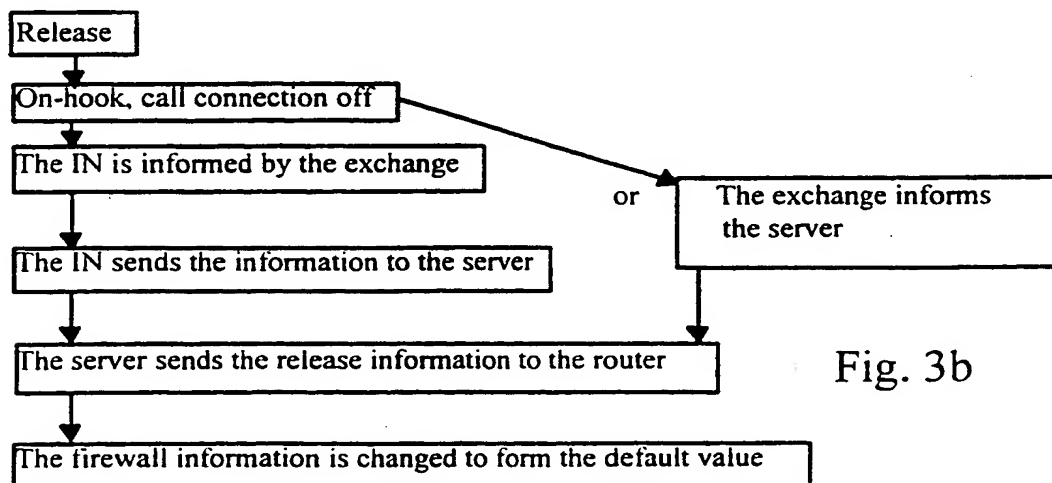 Release
On-hook, call connection off
The IN is informed by the exchange
or
The exchange informs
the server
The IN sends the information to the server
The server sends the release information to the router
Fig. 3b
The firewall information is changed to form the default value